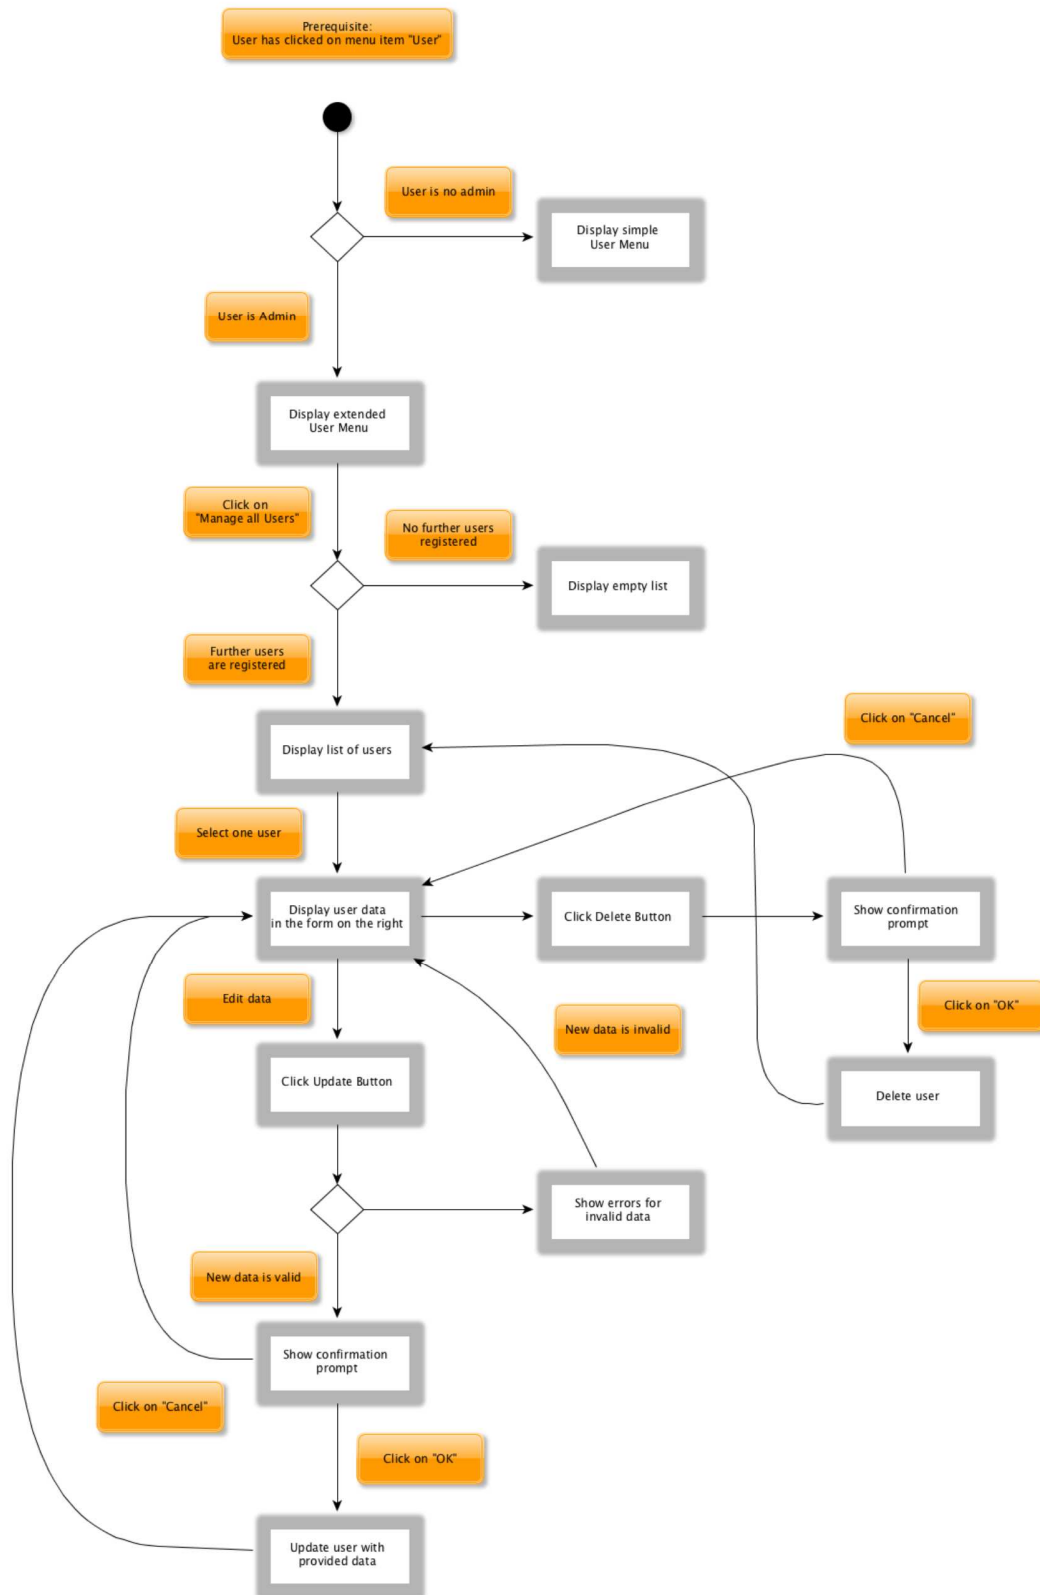 Prerequisite:
User has clicked on menu item "User"
User is no admin
Display simple
User Menu
User is Admin
Display extended
User Menu
Click on
"Manage all Users"
No further users
registered
Display empty list
Further users
are registered
Click on "Cancel"
Display list of users
Select one user
Display user data
in the form on the right
Click Delete Button
Show confirmation
prompt
Edit data
New data is invalid
Click on "OK"
Click Update Button
Delete user
Show errors for
invalid data
New data is valid
Show confirmation
prompt
Click on "Cancel"
Click on "OK"
Update user with
provided data